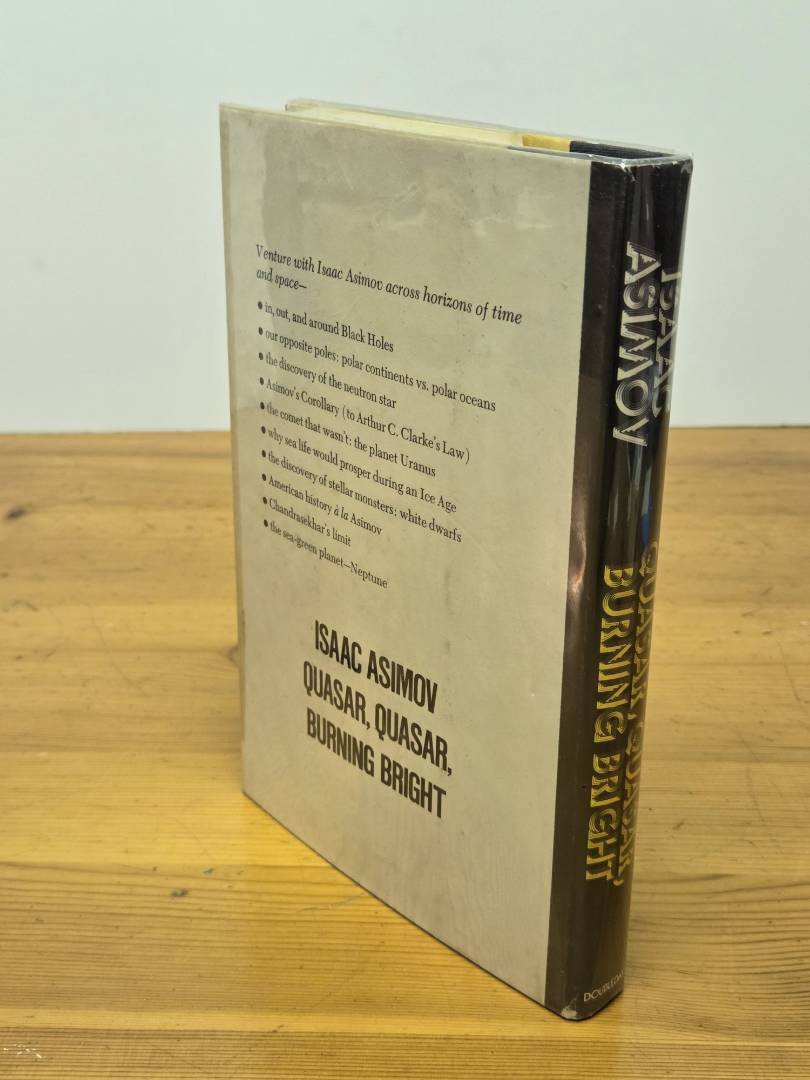 Venture with Isaac Asimov across horizons of time
and space—
• in, out, and around Black Holes
• our opposite poles: polar continents vs. polar oceans
• the discovery of the neutron star
• Asimov's Corollary (to Arthur C. Clarke's Law)
• the comet that wasn't: the planet Uranus
• why sea life would prosper during an Ice Age
• the discovery of stellar monsters: white dwarfs
• American history à la Asimov
• Chandrasekhar's limit
• the sea-green planet—Neptune
ISAAC ASIMOV
QUASAR, QUASAR,
BURNING BRIGHT
ISAAC
ASIMOV
QUASAR, QUASAR,
BURNING BRIGHT